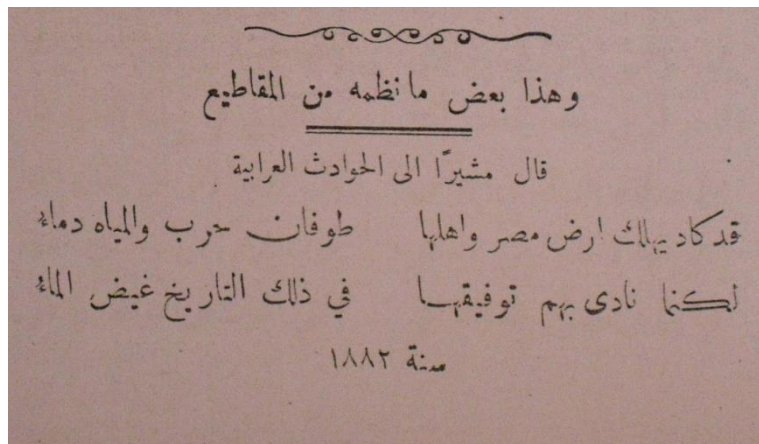 وهذا بعض ما نظمه من المقاطيع
قال مشيرًا الى الحوادث العرابية
قد كاد يهلك ارض مصر واهلها طوفان حرب والمياه دماء
لكنما نادى بهم توفيقها في ذلك التاريخ غيض الماء
سنة ١٨٨٢